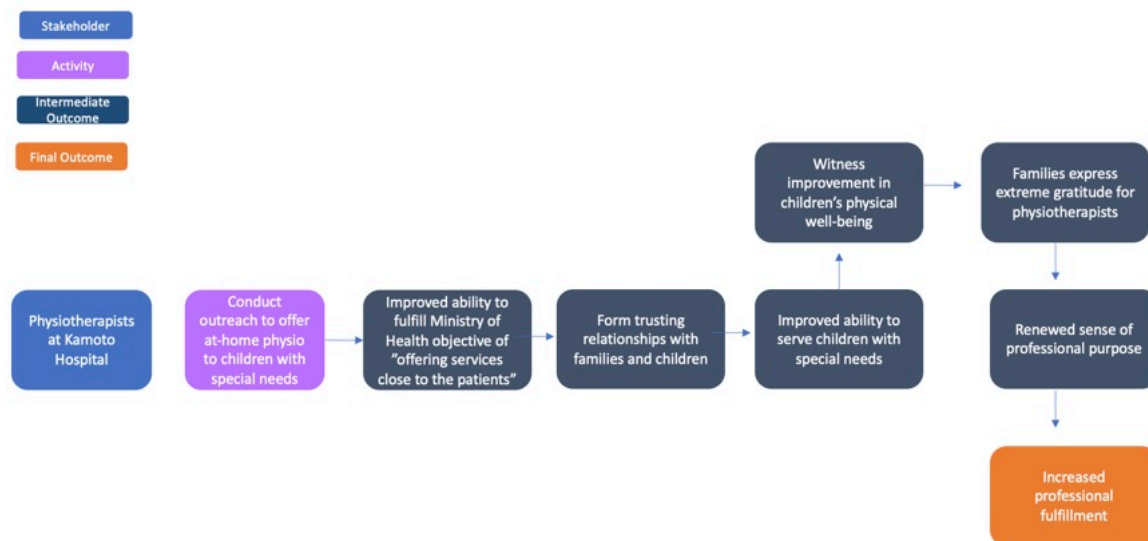 Stakeholder
Activity
Intermediate
Outcome
Final Outcome
Witness
improvement in
children’s physical
well-being
Families express
extreme gratitude for
physiotherapists
Physiotherapists
at Kamoto
Hospital
Conduct
outreach to offer
at-home physio
to children with
special needs
Improved ability to
fulfill Ministry of
Health objective of
”offering services
close to the patients”
Form trusting
relationships with
families and children
Improved ability to
serve children with
special needs
Renewed sense of
professional purpose
Increased
professional
fulfillment